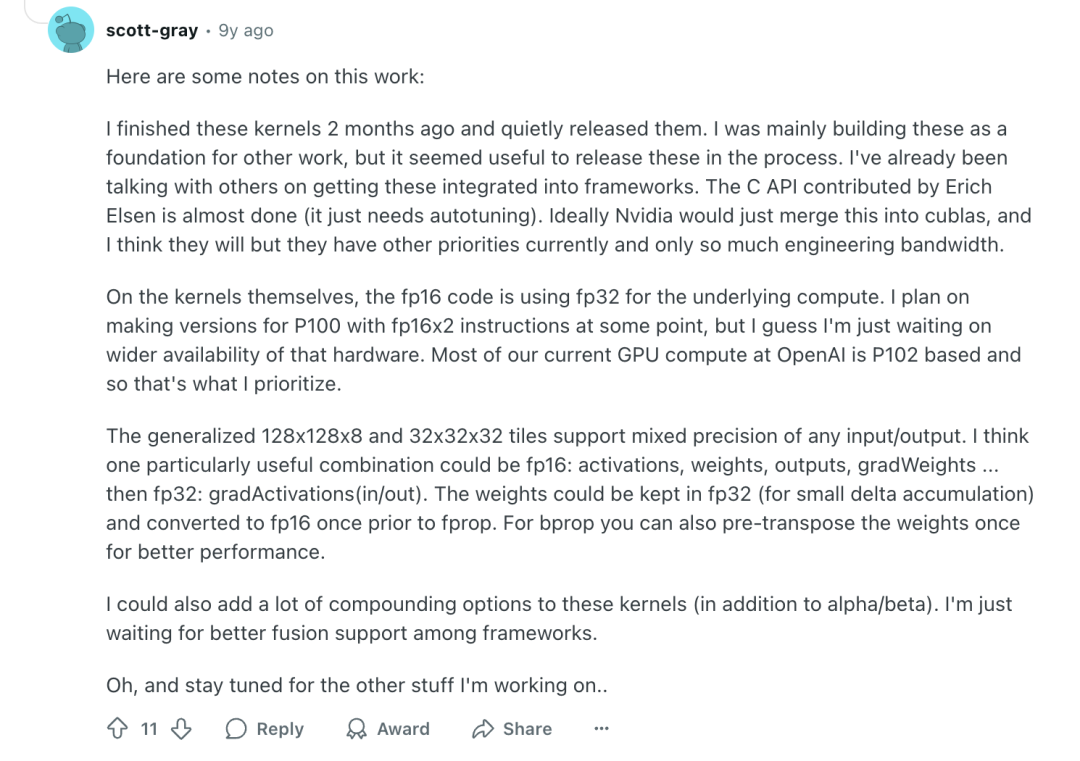 scott-gray • 9y ago
Here are some notes on this work:
I finished these kernels 2 months ago and quietly released them. I was mainly building these as a
foundation for other work, but it seemed useful to release these in the process. I've already been
talking with others on getting these integrated into frameworks. The C API contributed by Erich
Elsen is almost done (it just needs autotuning). Ideally Nvidia would just merge this into cublas, and
I think they will but they have other priorities currently and only so much engineering bandwidth.
On the kernels themselves, the fp16 code is using fp32 for the underlying compute. I plan on
making versions for P100 with fp16x2 instructions at some point, but I guess I'm just waiting on
wider availability of that hardware. Most of our current GPU compute at OpenAI is P102 based and
so that's what I prioritize.
The generalized 128x128x8 and 32x32x32 tiles support mixed precision of any input/output. I think
one particularly useful combination could be fp16: activations, weights, outputs, gradWeights ...
then fp32: gradActivations(in/out). The weights could be kept in fp32 (for small delta accumulation)
and converted to fp16 once prior to fprop. For bprop you can also pre-transpose the weights once
for better performance.
I could also add a lot of compounding options to these kernels (in addition to alpha/beta). I'm just
waiting for better fusion support among frameworks.
Oh, and stay tuned for the other stuff I'm working on..
11 Reply Award Share ...